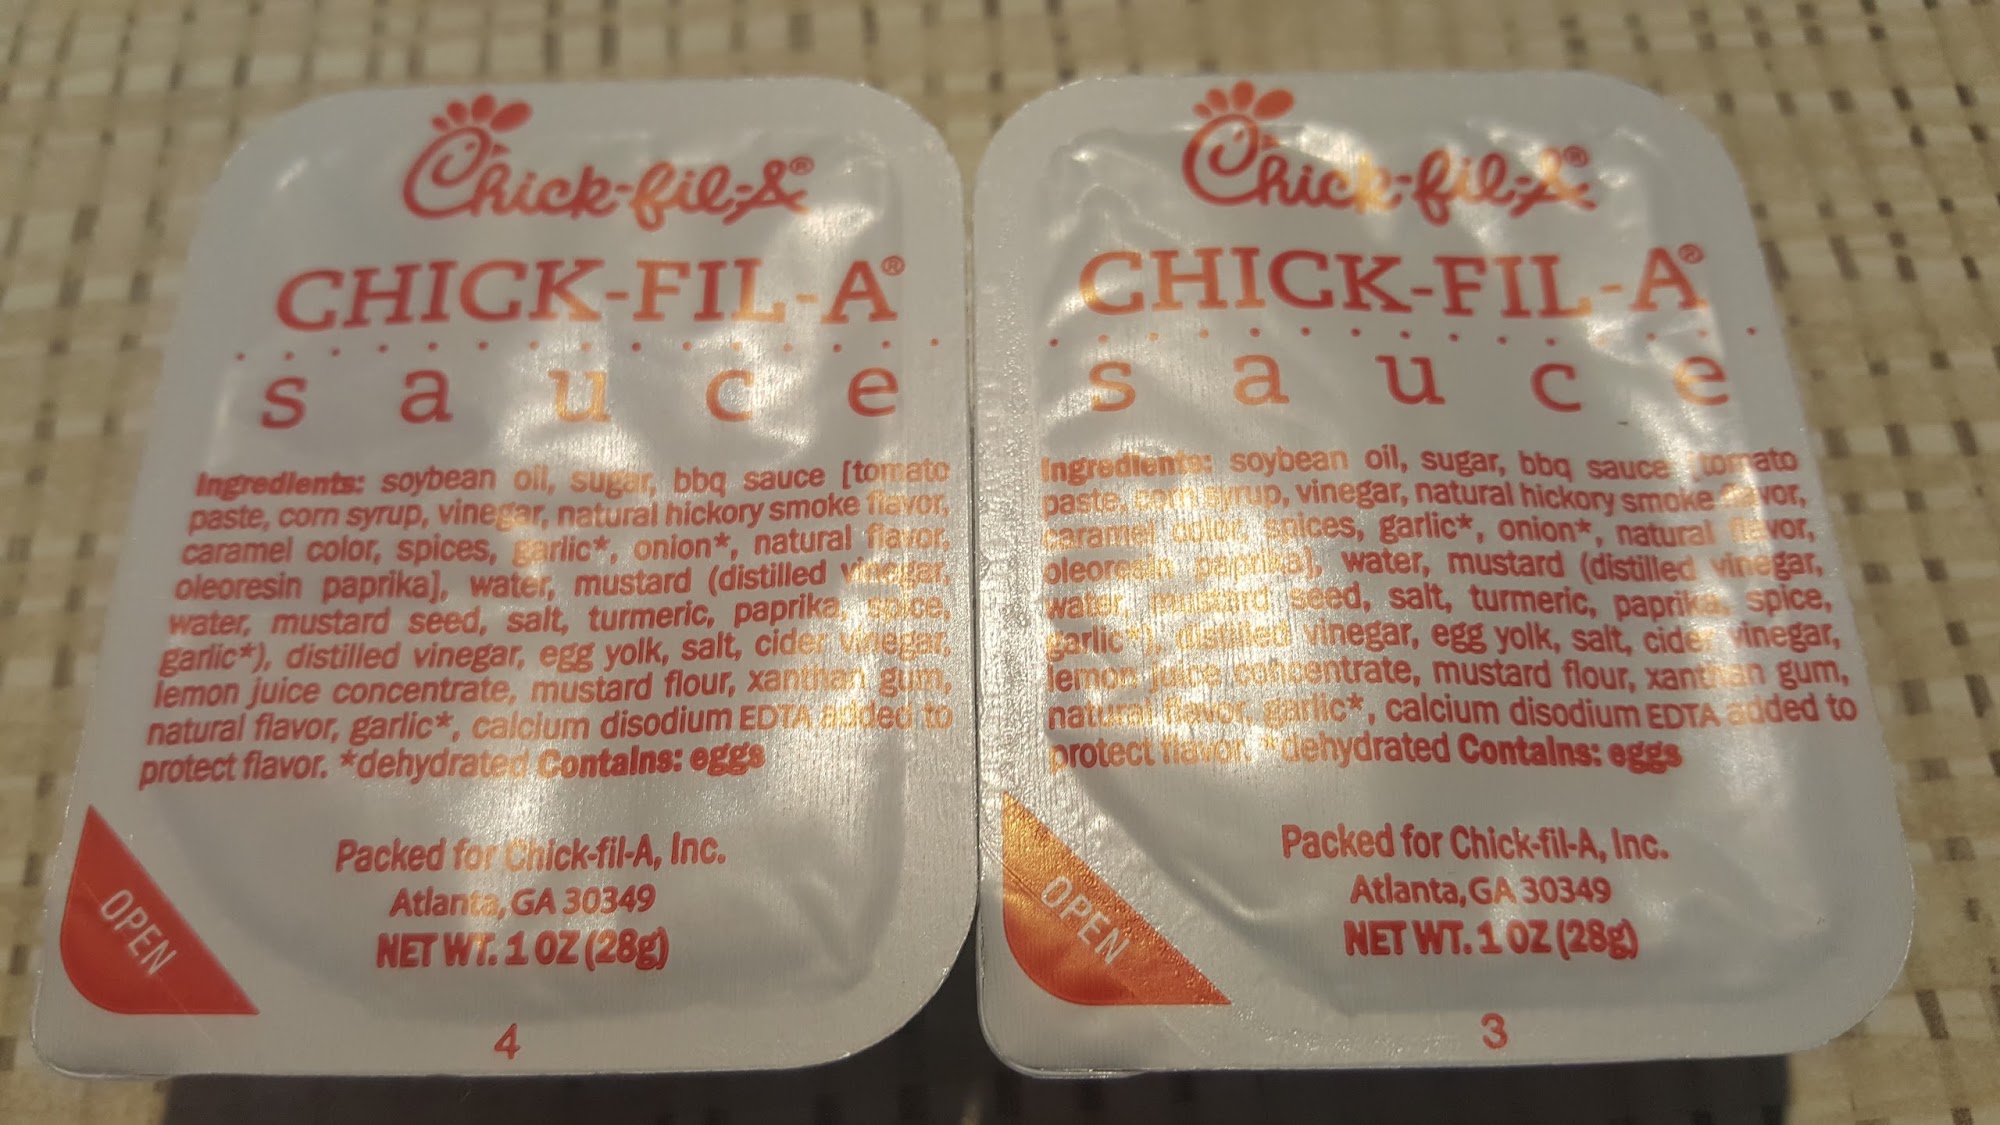 Chick-fil-A®
CHICK-FIL-A®
sauce
Ingredients: soybean oil, sugar, bbq sauce [tomato
paste, corn syrup, vinegar, natural hickory smoke flavor,
caramel color, spices, garlic*, onion*, natural flavor,
oleoresin paprika], water, mustard (distilled vinegar,
water, mustard seed, salt, turmeric, paprika, spice,
garlic*), distilled vinegar, egg yolk, salt, cider vinegar,
lemon juice concentrate, mustard flour, xanthan gum,
natural flavor, garlic*, calcium disodium EDTA added to
protect flavor. *dehydrated Contains: eggs
Packed for Chick-fil-A, Inc.
Atlanta, GA 30349
NET WT. 1 OZ (28g)
OPEN
4
Chick-fil-A®
CHICK-FIL-A®
sauce
Ingredients: soybean oil, sugar, bbq sauce [tomato
paste, corn syrup, vinegar, natural hickory smoke flavor,
caramel color, spices, garlic*, onion*, natural flavor,
oleoresin paprika], water, mustard (distilled vinegar,
water, mustard seed, salt, turmeric, paprika, spice,
garlic*), distilled vinegar, egg yolk, salt, cider vinegar,
lemon juice concentrate, mustard flour, xanthan gum,
natural flavor, garlic*, calcium disodium EDTA added to
protect flavor. *dehydrated Contains: eggs
Packed for Chick-fil-A, Inc.
Atlanta, GA 30349
NET WT. 1 OZ (28g)
OPEN
3